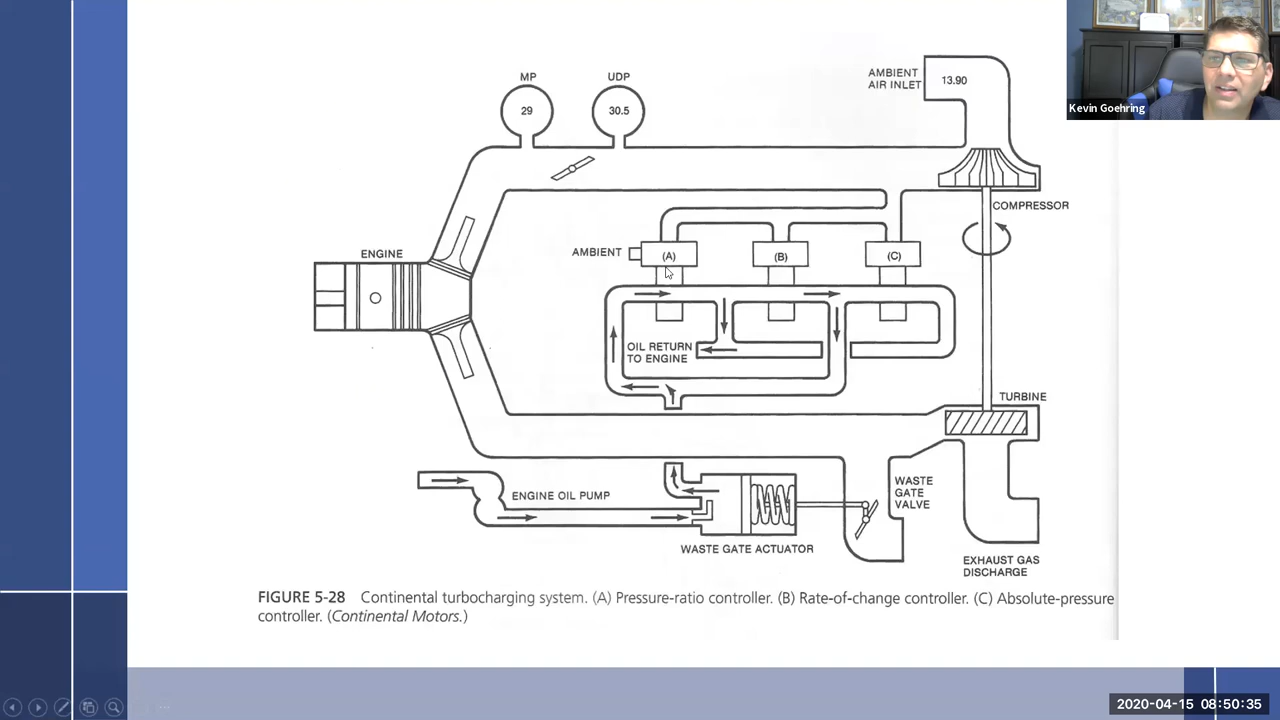 MP
UDP
29
30.5
AMBIENT
AIR INLET
13.90
Kevin Goehring
COMPRESSOR
ENGINE
AMBIENT
(A)
(B)
(C)
OIL RETURN
TO ENGINE
TURBINE
ENGINE OIL PUMP
WASTE
GATE
VALVE
WASTE GATE ACTUATOR
EXHAUST GAS
DISCHARGE
FIGURE 5-28 Continental turbocharging system. (A) Pressure-ratio controller. (B) Rate-of-change controller. (C) Absolute-pressure
controller. (Continental Motors.)
2020-04-15 08:50:35